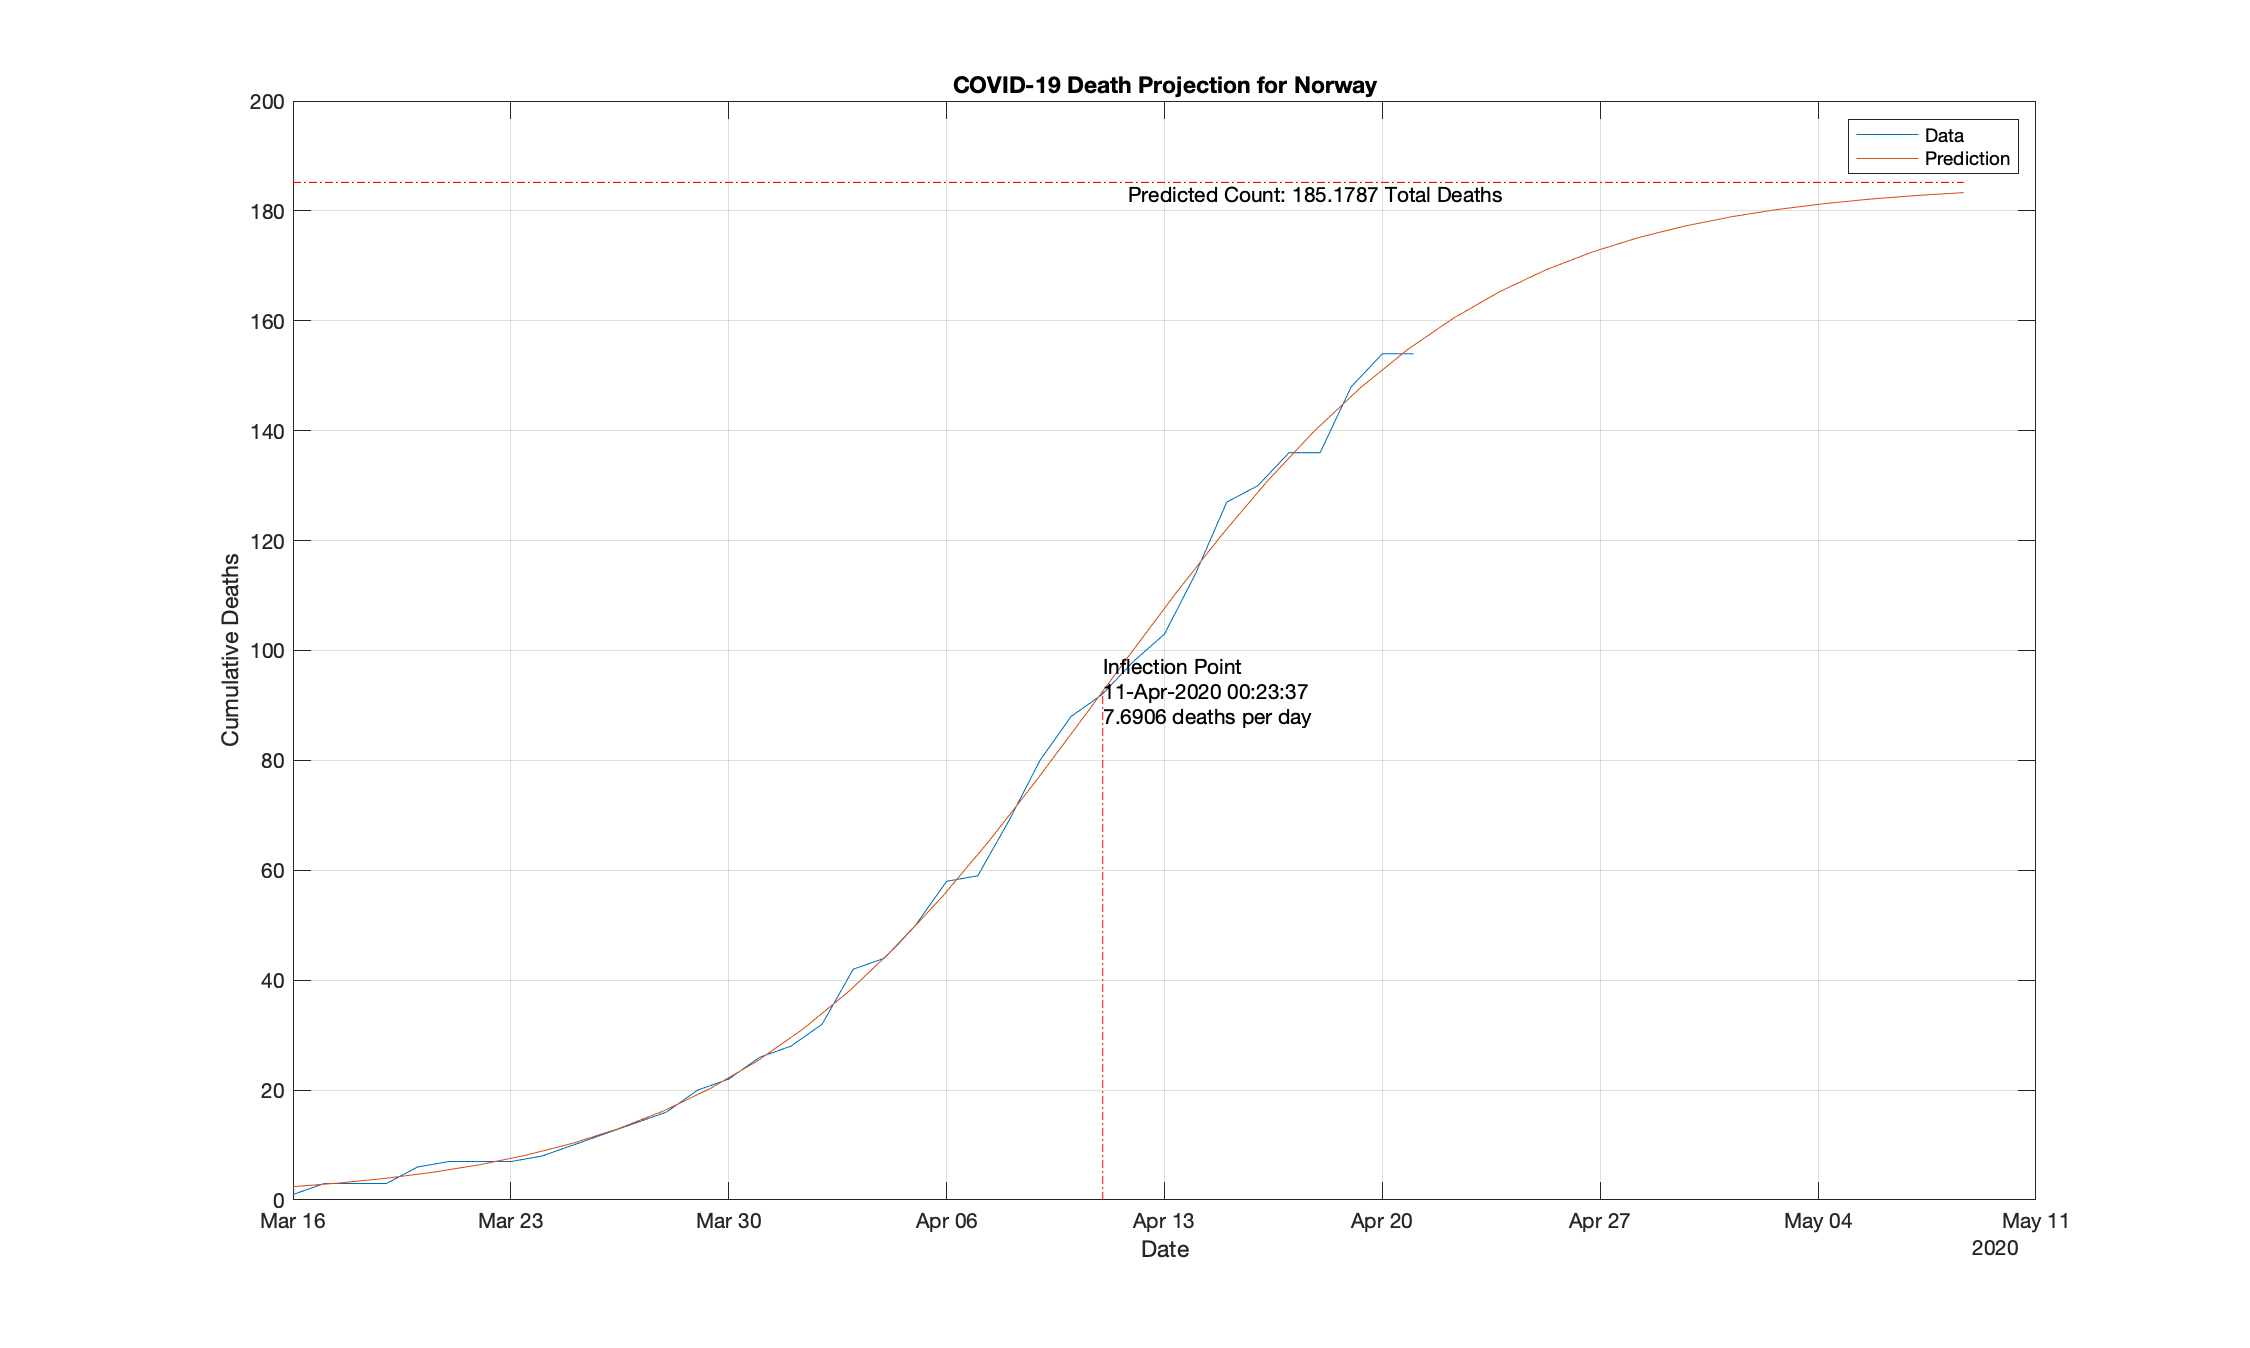 COVID-19 Death Projection for Norway
200
180
160
140
120
100
80
60
40
20
0
Cumulative Deaths
Data
Prediction
Predicted Count: 185.1787 Total Deaths
Inflection Point
11-Apr-2020 00:23:37
7.6906 deaths per day
Mar 16 Mar 23 Mar 30 Apr 06 Apr 13 Apr 20 Apr 27 May 04 May 11
Date
2020